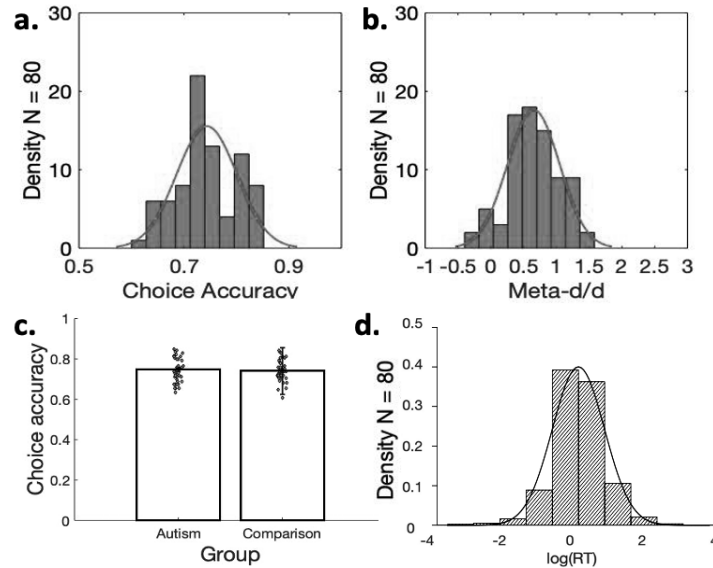 a.
30
20
10
0
Density N = 80
0.5 0.7 0.9
Choice Accuracy
b.
30
20
10
0
Density N = 80
-1 -0.5 0 0.5 1 1.5 2 2.5 3
Meta-d/d
c.
1
0.8
0.6
0.4
0.2
0
Choice accuracy
Autism Comparison
Group
d.
0.5
0.4
0.3
0.2
0.1
0
Density N = 80
-4 -2 0 2 4
log(RT)